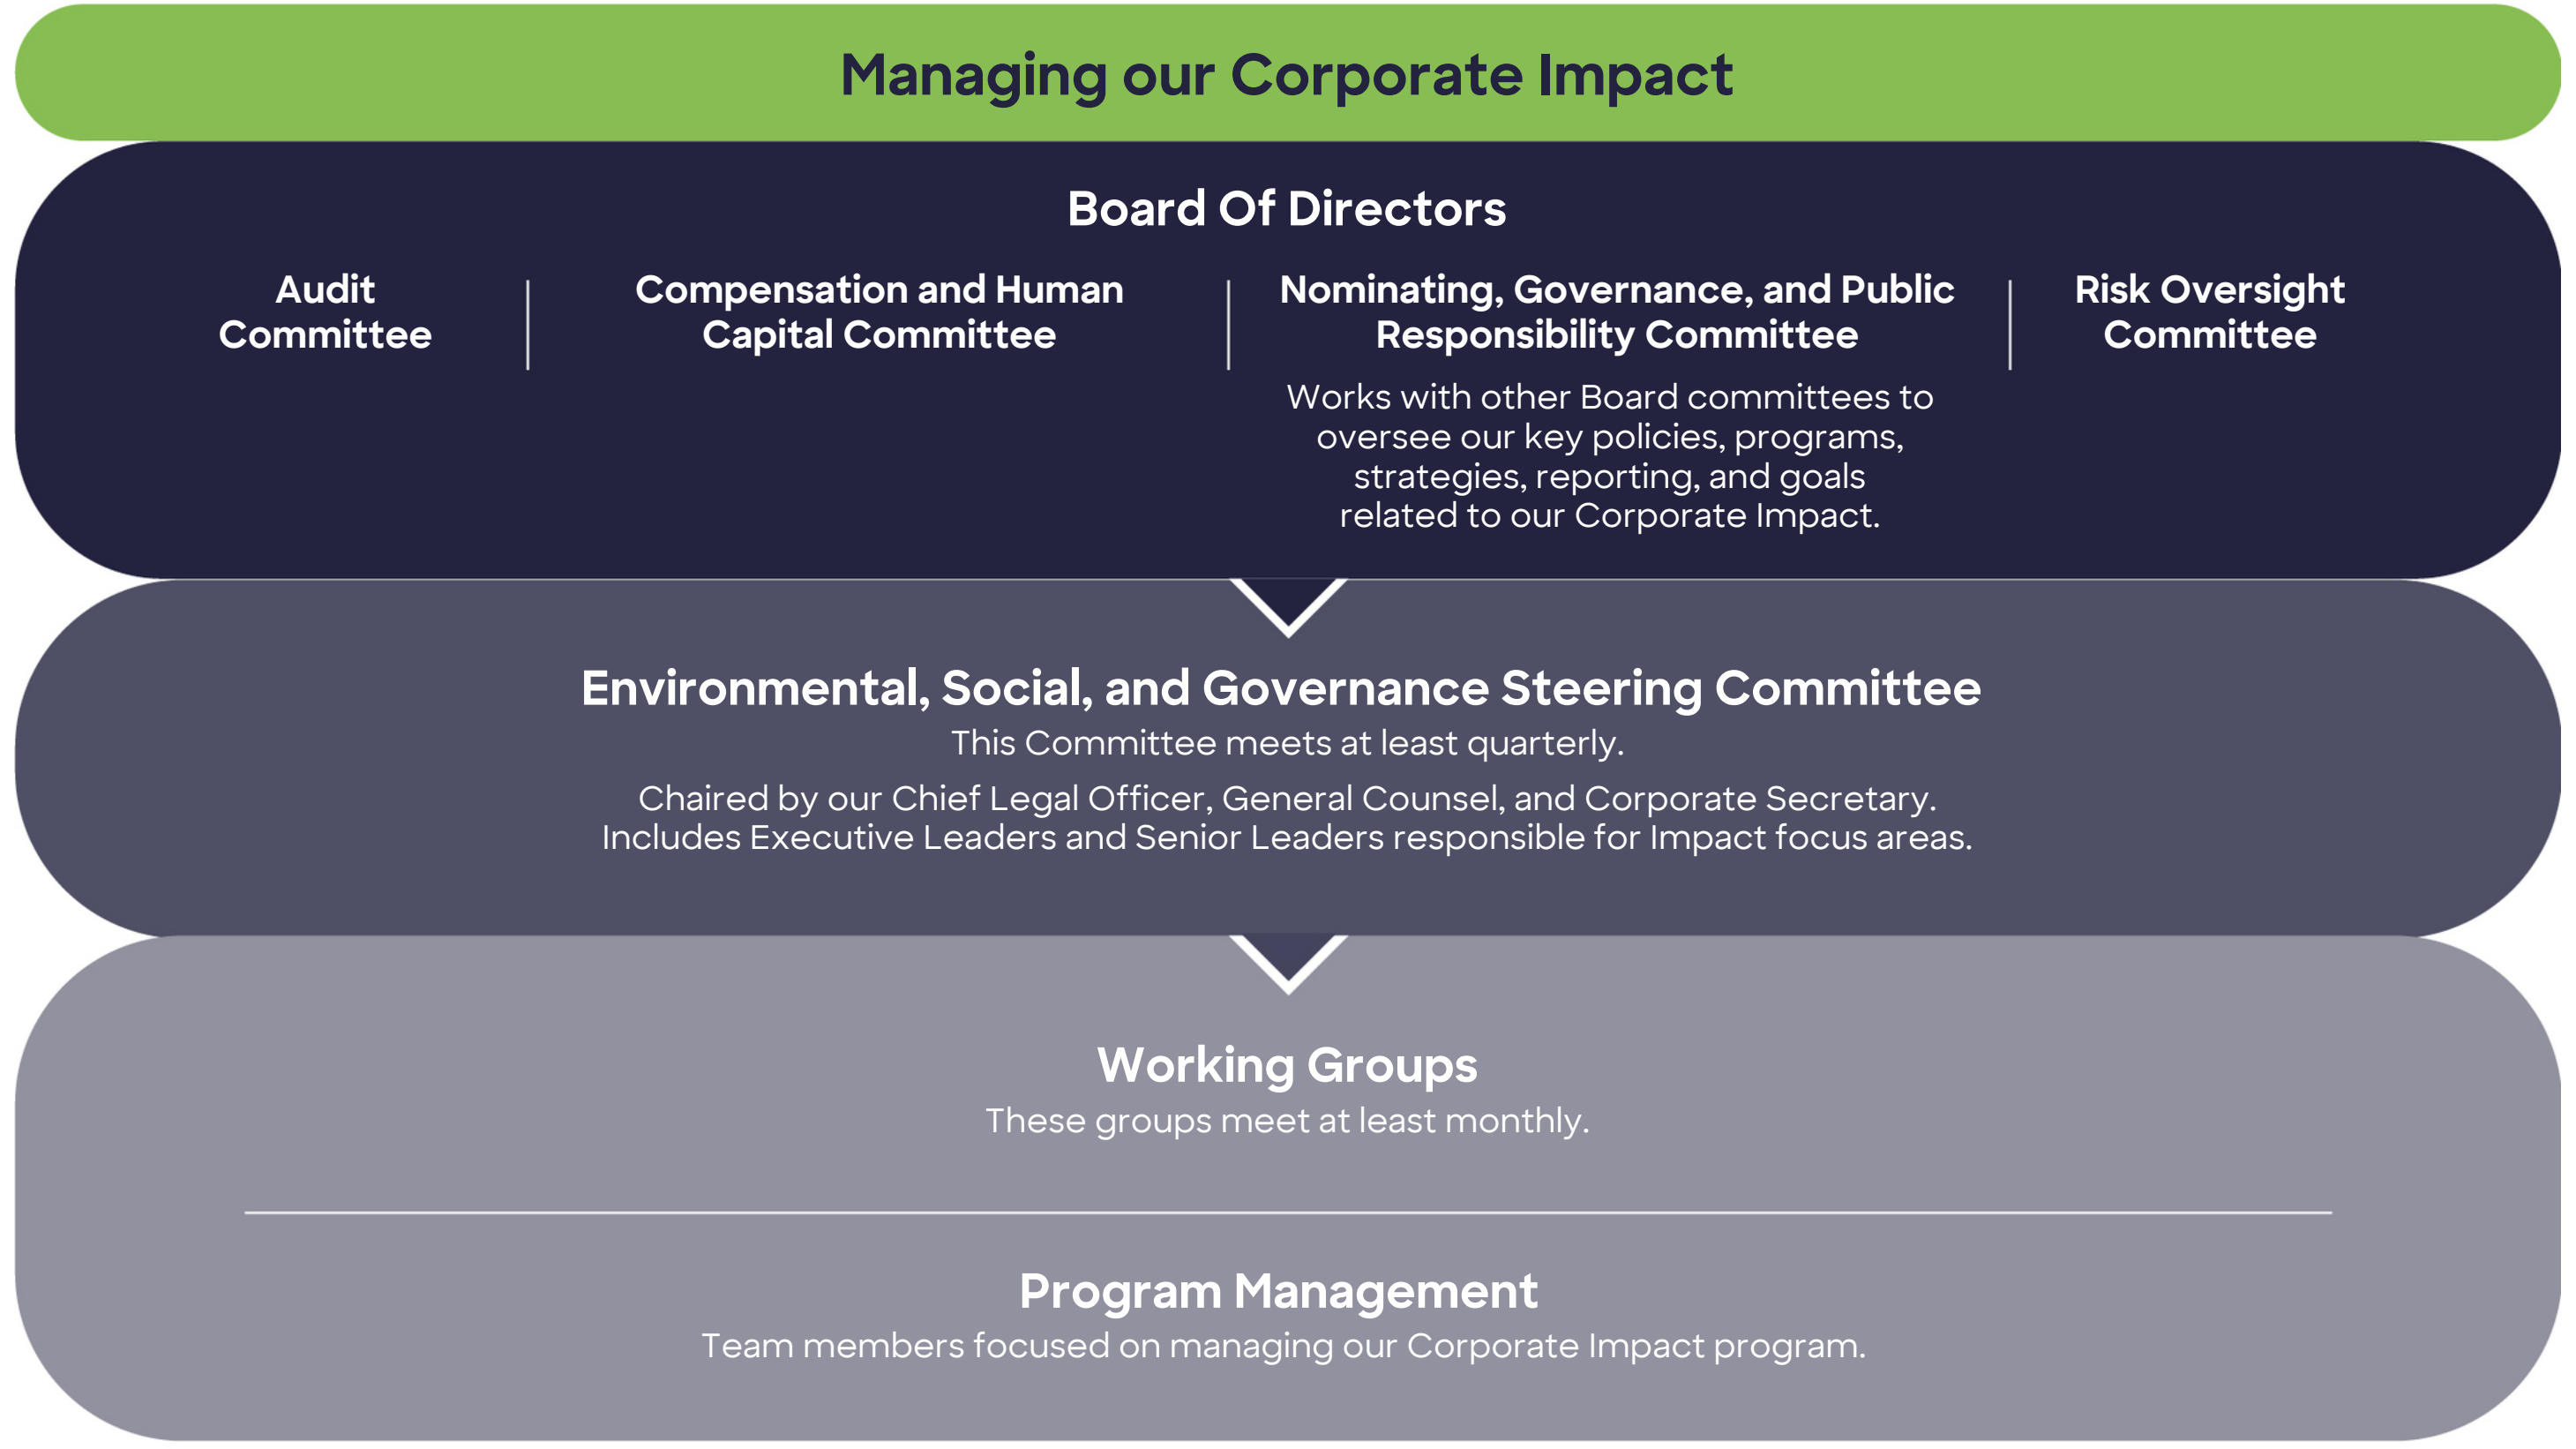 Managing our Corporate Impact
Board Of Directors
Audit
Committee
Compensation and Human
Capital Committee
Nominating, Governance, and Public
Responsibility Committee
Works with other Board committees to
oversee our key policies, programs,
strategies, reporting, and goals
related to our Corporate Impact.
Risk Oversight
Committee
Environmental, Social, and Governance Steering Committee
This Committee meets at least quarterly.
Chaired by our Chief Legal Officer, General Counsel, and Corporate Secretary.
Includes Executive Leaders and Senior Leaders responsible for Impact focus areas.
Working Groups
These groups meet at least monthly.
Program Management
Team members focused on managing our Corporate Impact program.